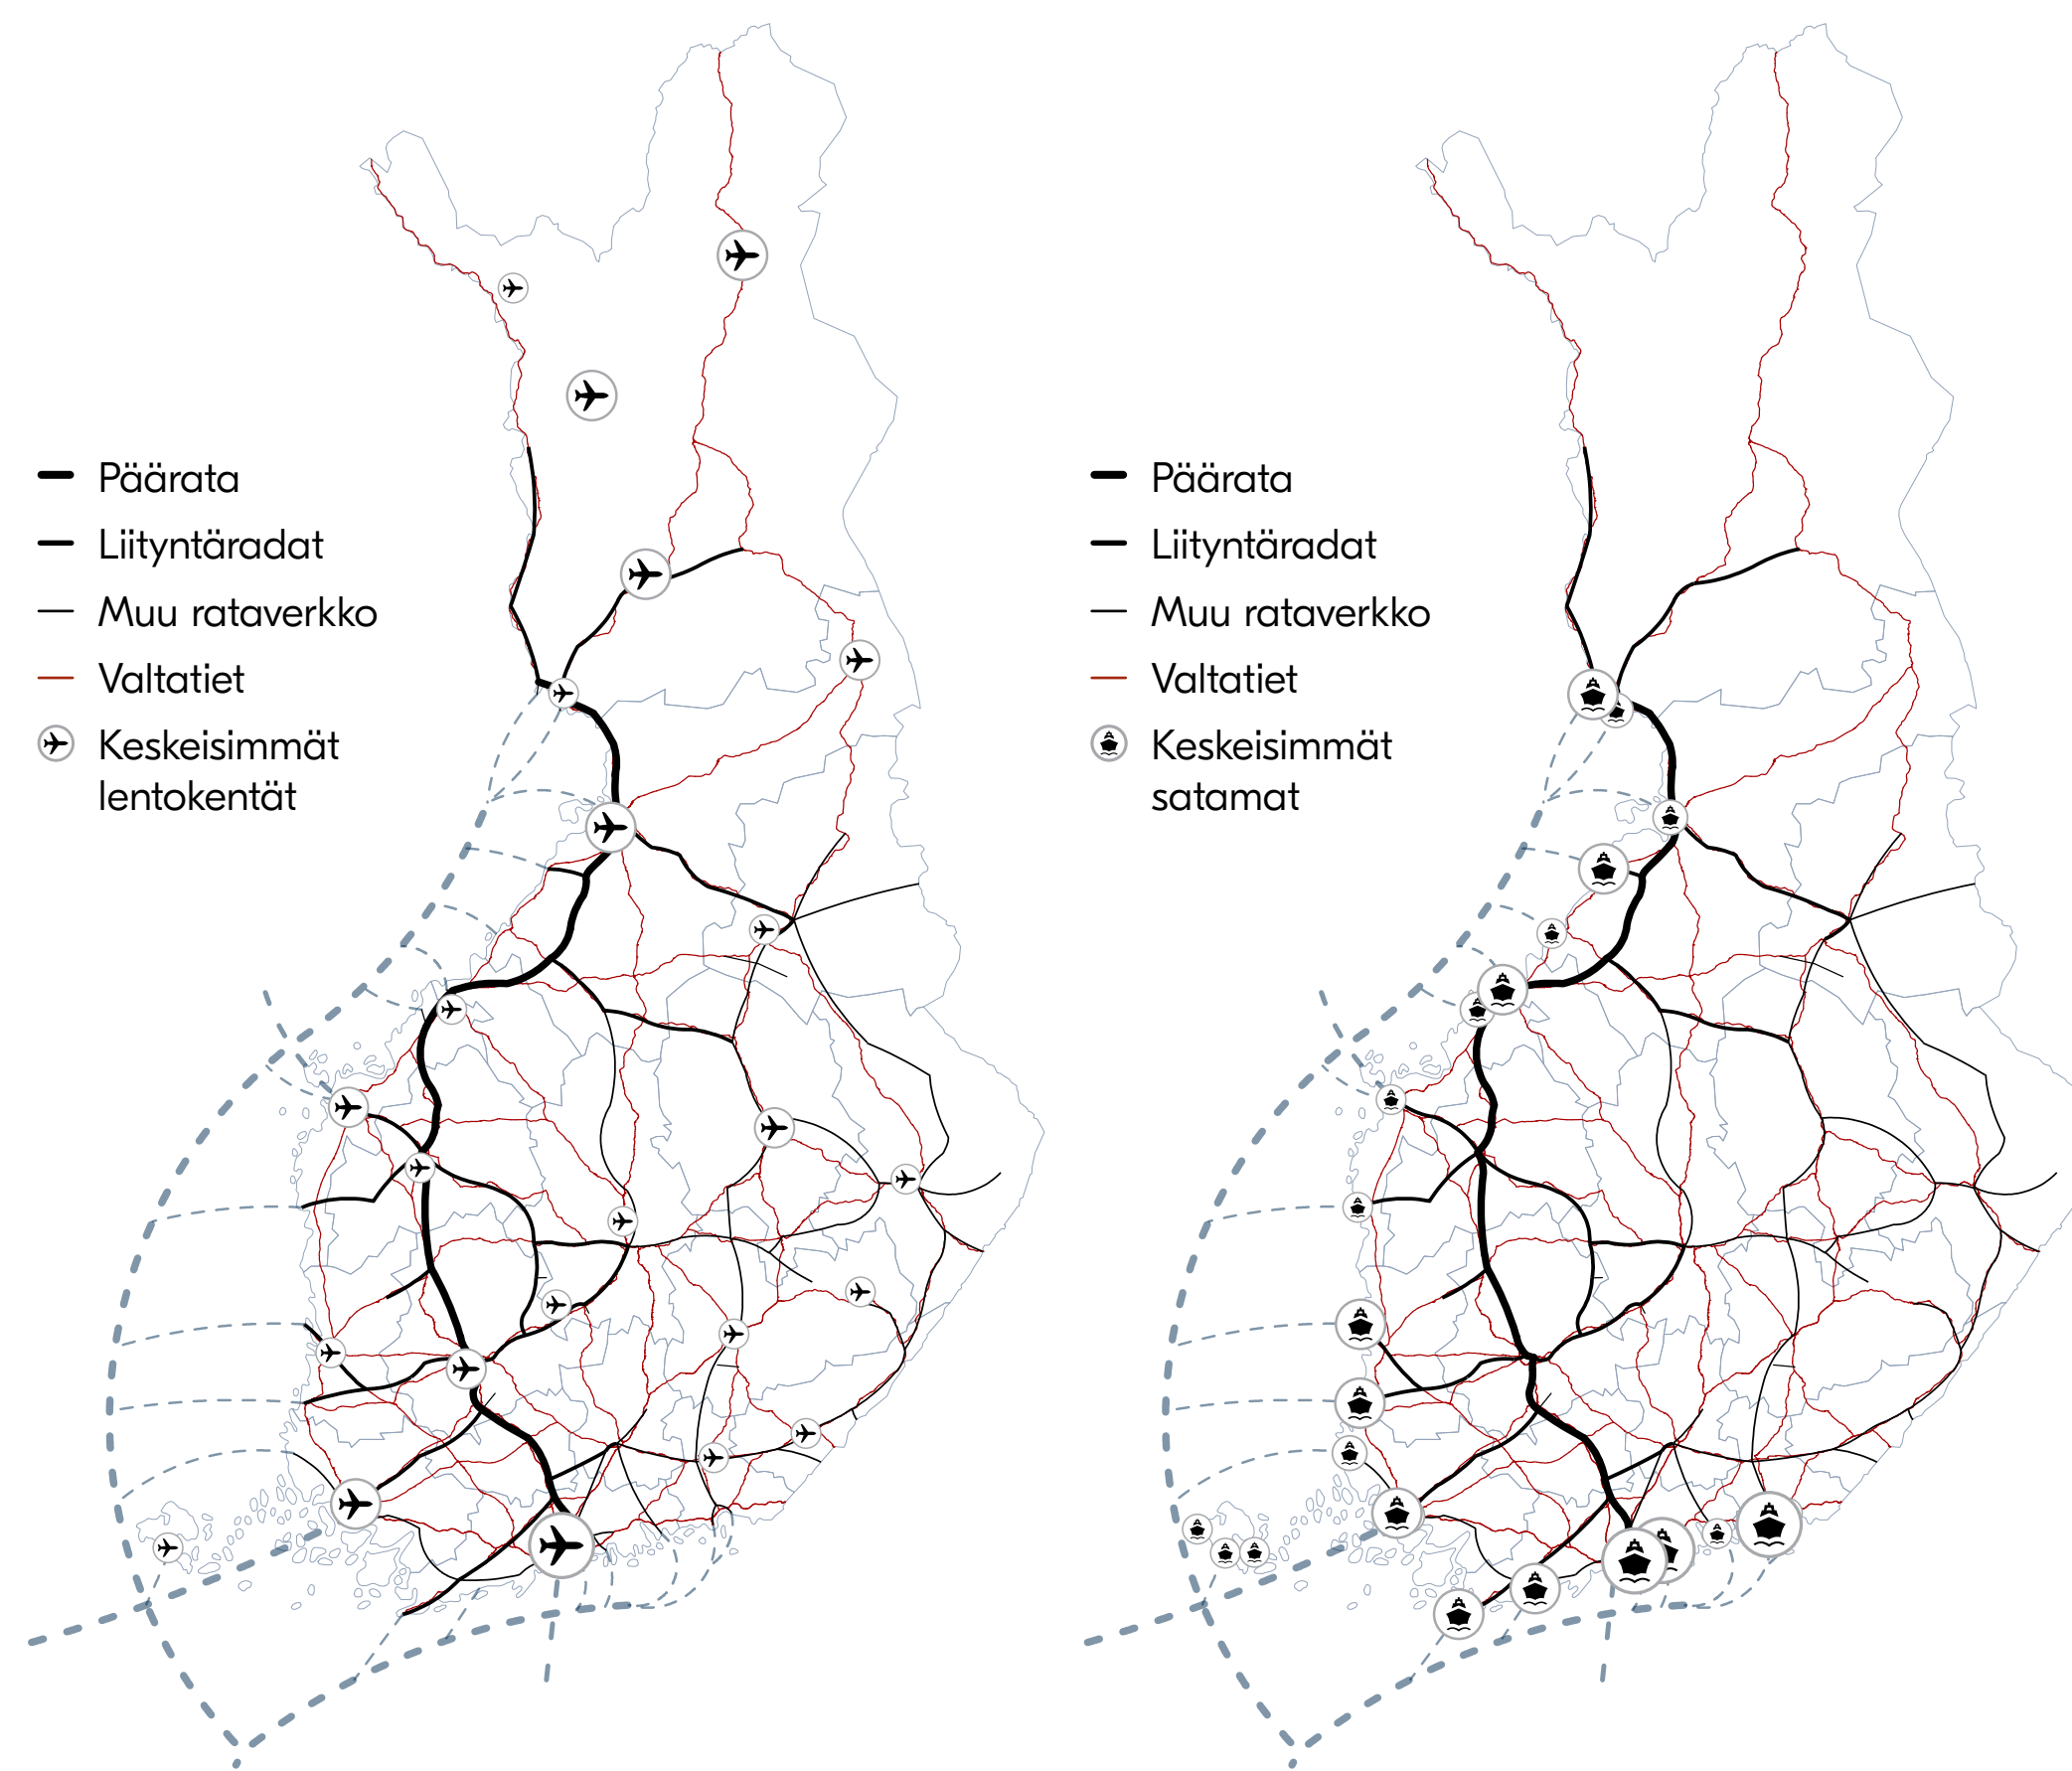 Päärata
Liityntäradat
Muu rataverkko
Valtatiet
Keskeisimmät
lentokentät
Päärata
Liityntäradat
Muu rataverkko
Valtatiet
Keskeisimmät
satamat